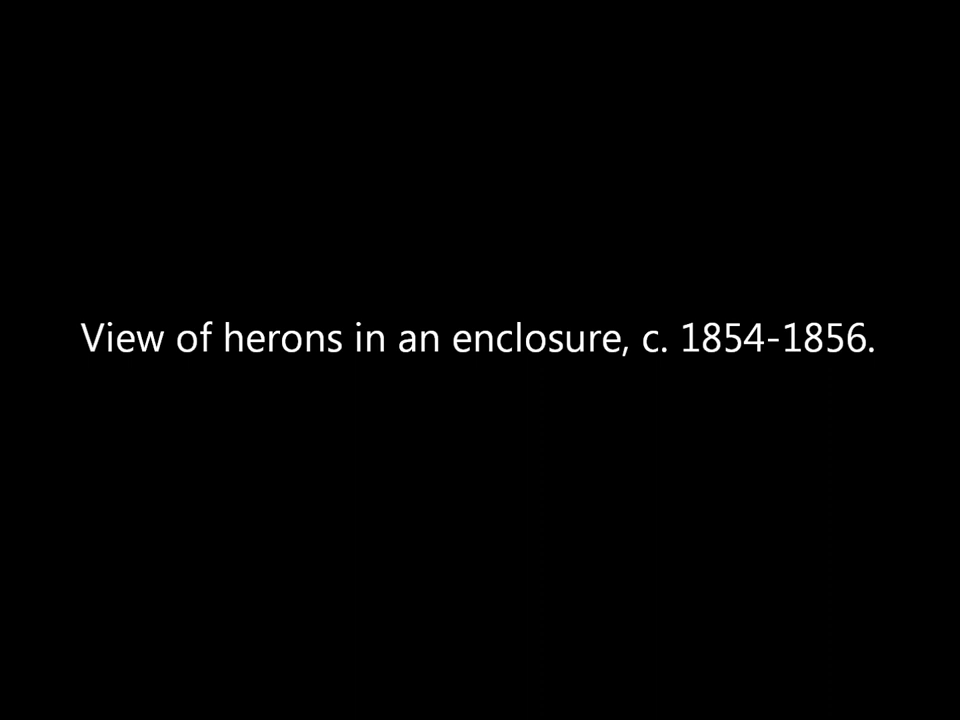 View of herons in an enclosure, c. 1854-1856.